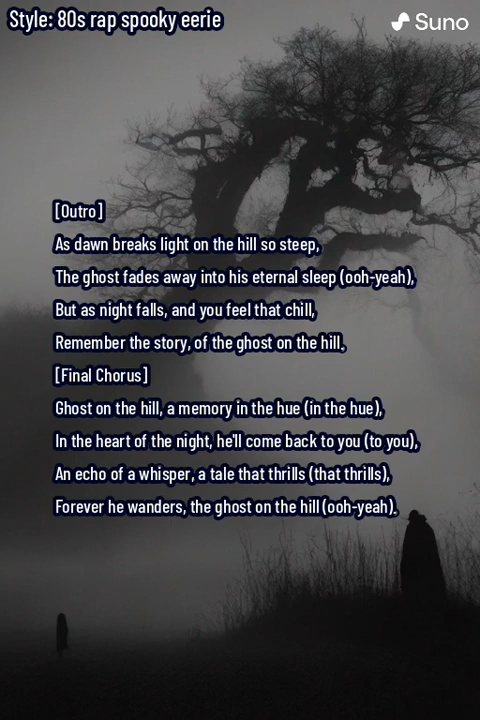 Style: 80s rap spooky eerie
Suno
[Outro]
As dawn breaks light on the hill so steep,
The ghost fades away into his eternal sleep (ooh-yeah),
But as night falls, and you feel that chill,
Remember the story, of the ghost on the hill.
[Final Chorus]
Ghost on the hill, a memory in the hue (in the hue),
In the heart of the night, he'll come back to you (to you),
An echo of a whisper, a tale that thrills (that thrills),
Forever he wanders, the ghost on the hill (ooh-yeah).